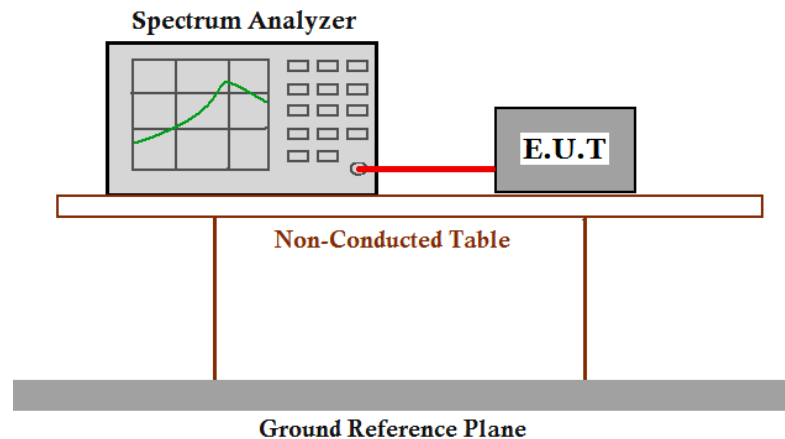 Spectrum Analyzer
E.U.T
Non-Conducted Table
Ground Reference Plane